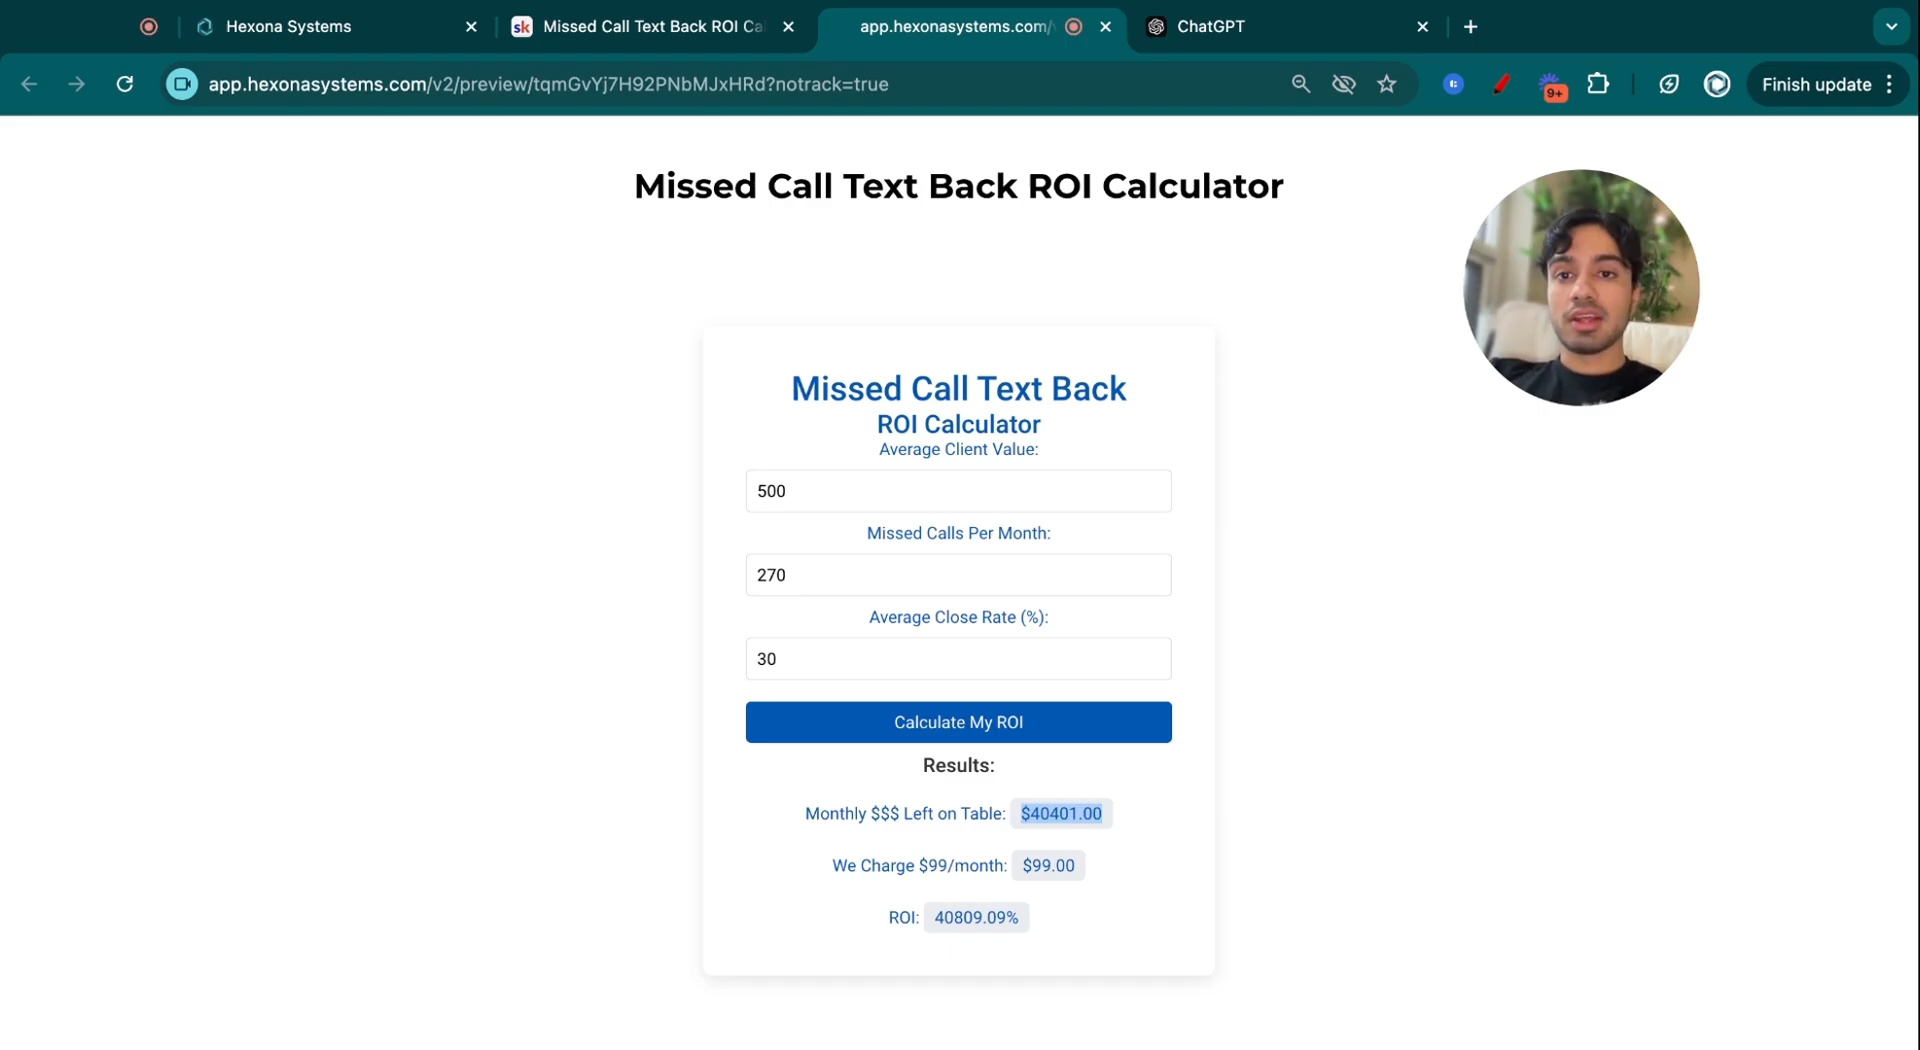 Hexona Systems
sk Missed Call Text Back ROI Ca
app.hexonasystems.com/
ChatGPT
app.hexonasystems.com/v2/preview/tqmGvYj7H92PNbMJxHRd?notrack=true
9+
Finish update
Missed Call Text Back ROI Calculator
Missed Call Text Back
ROI Calculator
Average Client Value:
500
Missed Calls Per Month:
270
Average Close Rate (%):
30
Calculate My ROI
Results:
Monthly $$$ Left on Table: $40401.00
We Charge $99/month: $99.00
ROI: 40809.09%